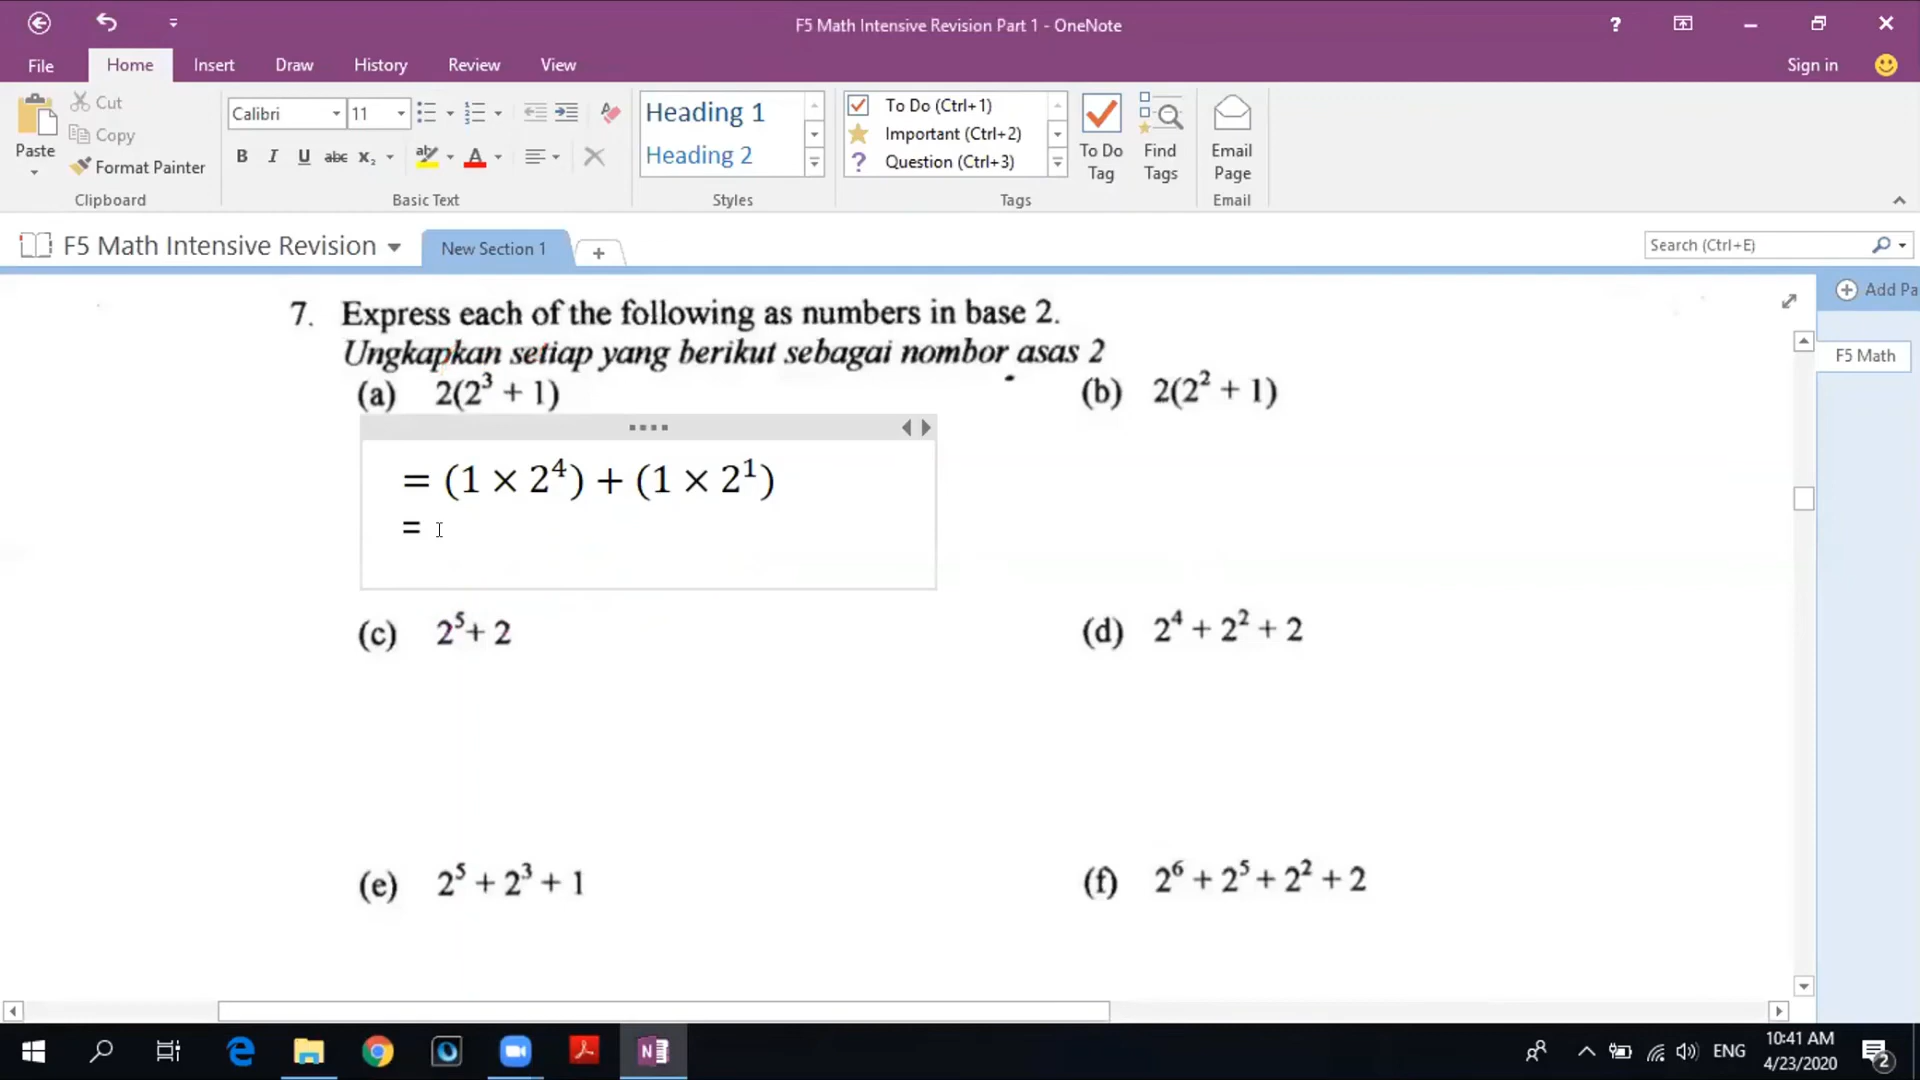 F5 Math Intensive Revision Part 1 - OneNote
?
File Home Insert Draw History Review View Sign in
Paste Cut Copy Format Painter
Clipboard
Calibri 11
B I U abc X₂ ab A
Basic Text
Heading 1
Heading 2
Styles
To Do (Ctrl+1)
Important (Ctrl+2)
Question (Ctrl+3)
Tags
To Do Tag
Find Tags
Email Page
Email
F5 Math Intensive Revision New Section 1 + Search (Ctrl+E)
Add Pa
F5 Math
7. Express each of the following as numbers in base 2.
Ungkapkan setiap yang berikut sebagai nombor asas 2
(a) 2(2³ + 1) (b) 2(2² + 1)
= (1 × 2⁴) + (1 × 2¹)
=
(c) 2⁵+ 2 (d) 2⁴ + 2² + 2
(e) 2⁵ + 2³ + 1 (f) 2⁶ + 2⁵ + 2² + 2
ENG 10:41 AM 2
4/23/2020